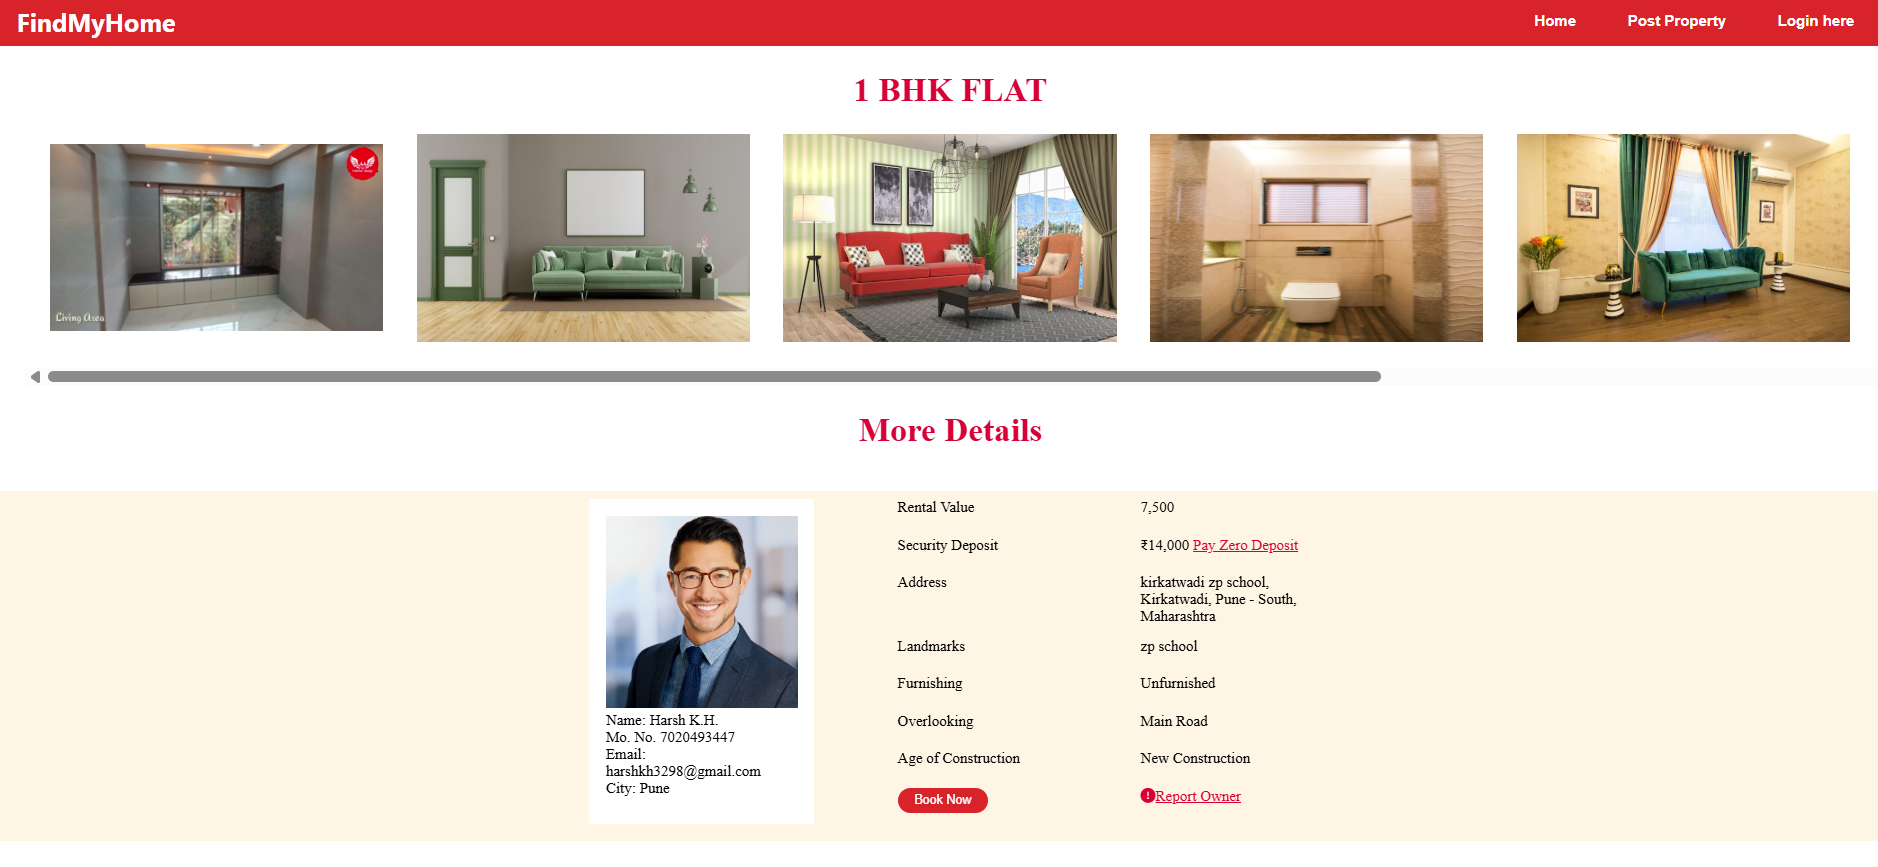 FindMyHome
Home Post Property Login here
1 BHK FLAT
Living Area
More Details
Name: Harsh K.H.
Mo. No. 7020493447
Email:
harshkh3298@gmail.com
City: Pune
Rental Value 7,500
Security Deposit ₹14,000 Pay Zero Deposit
Address kirkatwadi zp school,
Kirkatwadi, Pune - South,
Maharashtra
Landmarks zp school
Furnishing Unfurnished
Overlooking Main Road
Age of Construction New Construction
Book Now Report Owner